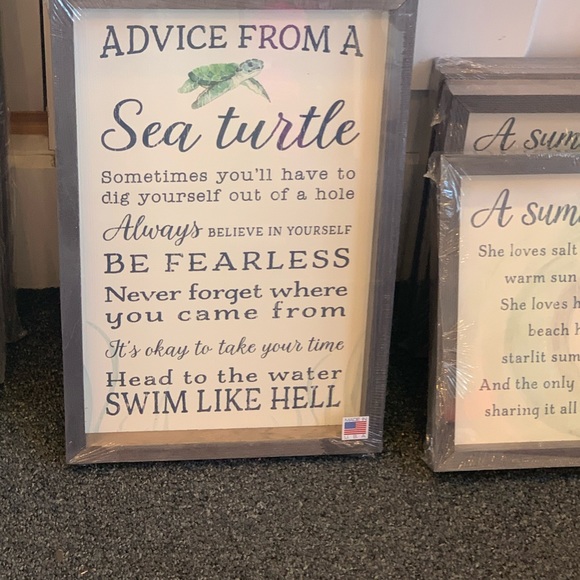 ADVICE FROM A
Sea turtle
Sometimes you'll have to
dig yourself out of a hole
Always BELIEVE IN YOURSELF
BE FEARLESS
Never forget where
you came from
It's okay to take your time
Head to the water
SWIM LIKE HELL
A sum
A sum
She loves salt
warm sun
She loves
beach
starlit sum
And the only
sharing it all